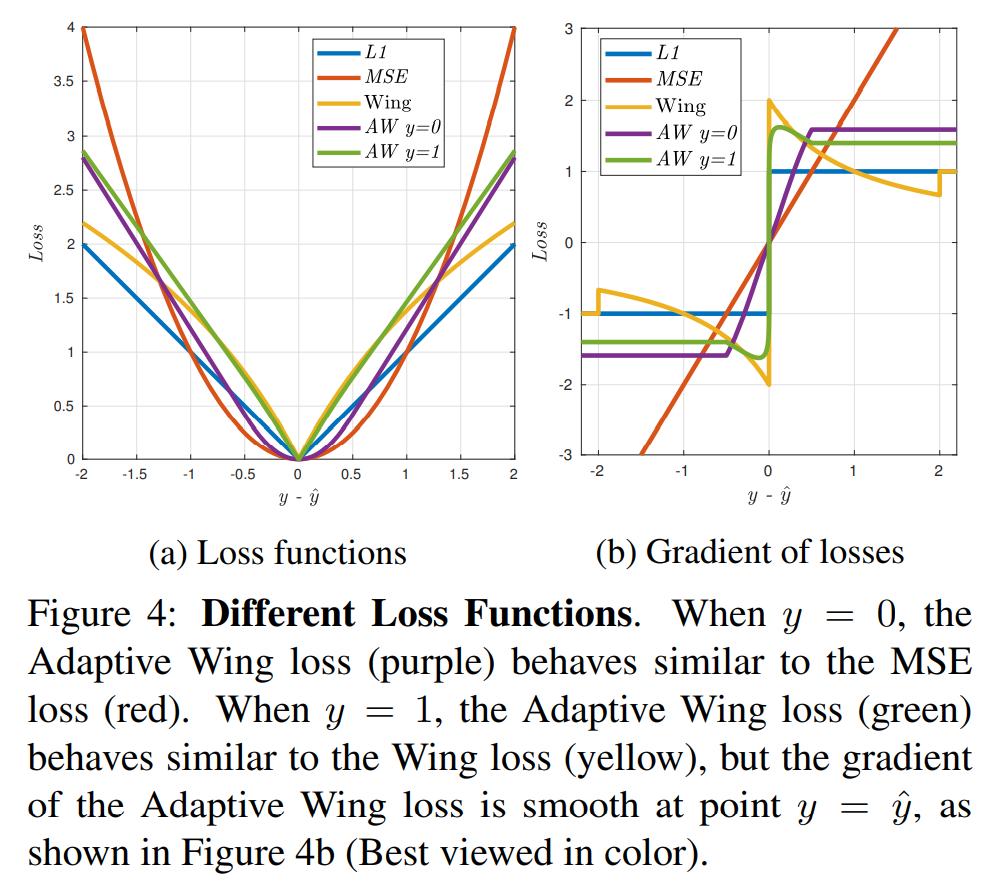 4
3.5
3
2.5
2
1.5
1
0.5
0
Loss
-2 -1.5 -1 -0.5 0 0.5 1 1.5 2
y - ŷ
L1
MSE
Wing
AW y=0
AW y=1
(a) Loss functions
3
2
1
0
-1
-2
-3
Loss
-2 -1 0 1 2
y - ŷ
L1
MSE
Wing
AW y=0
AW y=1
(b) Gradient of losses
Figure 4: Different Loss Functions. When y = 0, the
Adaptive Wing loss (purple) behaves similar to the MSE
loss (red). When y = 1, the Adaptive Wing loss (green)
behaves similar to the Wing loss (yellow), but the gradient
of the Adaptive Wing loss is smooth at point y = ŷ, as
shown in Figure 4b (Best viewed in color).